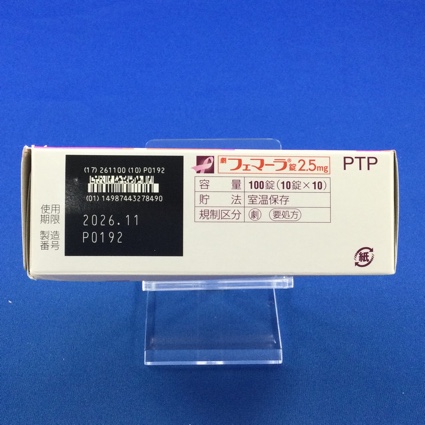 (17) 261100 (10) P0192
(01) 14987443278490
使用
期限
2026.11
製造
番号
P0192
劇 フェマーラ®錠2.5mg
PTP
容 量 100錠(10錠×10)
貯 法 室温保存
規制区分 (劇) (要処方)
紙